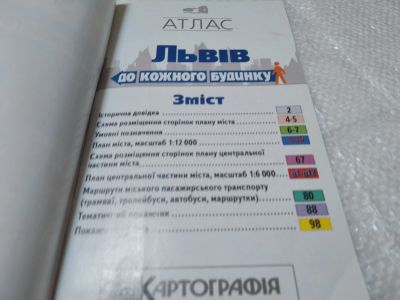 АТЛАС
ЛЬВІВ
ДО КОЖНОГО БУДИНКУ
Зміст
Історична довідка 2
Схема розміщення сторінок плану міста 4-5
Умовні позначення 6-7
План міста, масштаб 1:12 000
Схема розміщення сторінок плану центральної
частини міста 67
План центральної частини міста, масштаб 1:6 000
Маршрути міського пасажирського транспорту
(трамваї, тролейбуси, автобуси, маршрутки) 80
Тематичний покажчик 88
98
КАРТОГРАФІЯ